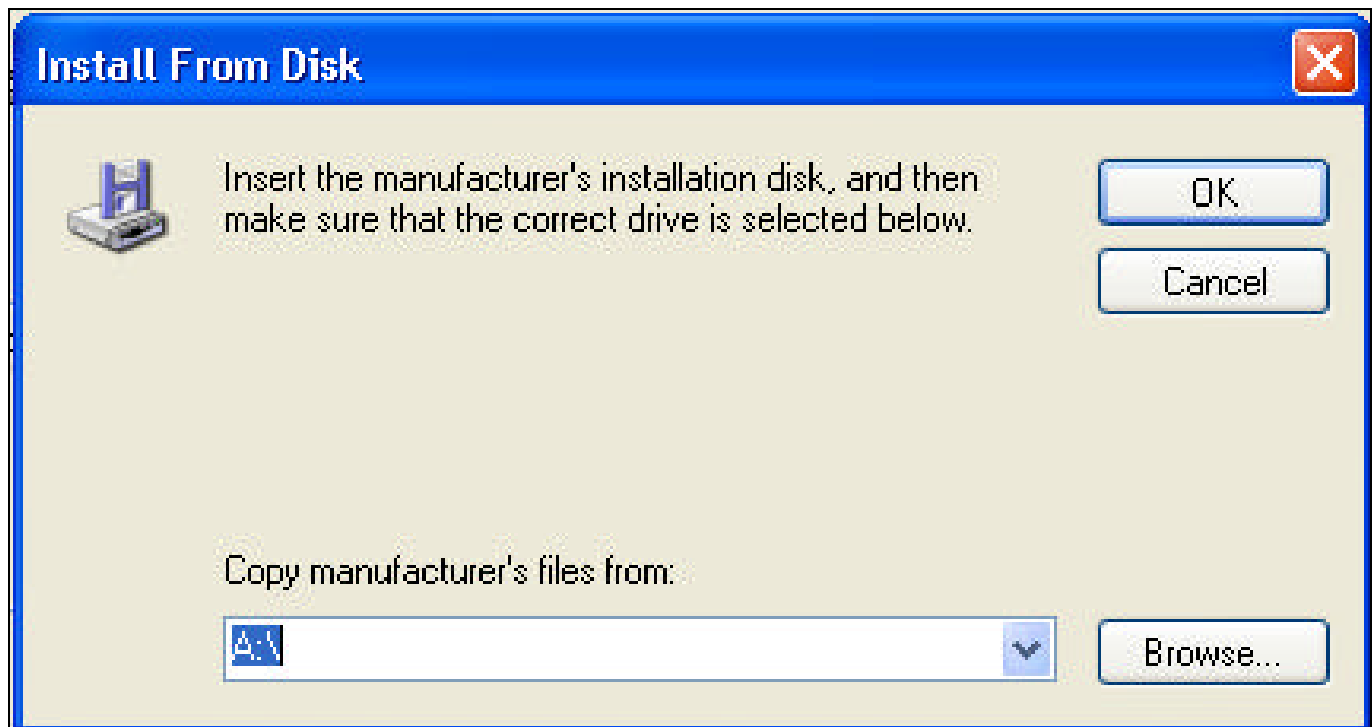 Install From Disk
Insert the manufacturer's installation disk, and then
make sure that the correct drive is selected below.
OK
Cancel
Copy manufacturer's files from:
A:\
Browse...